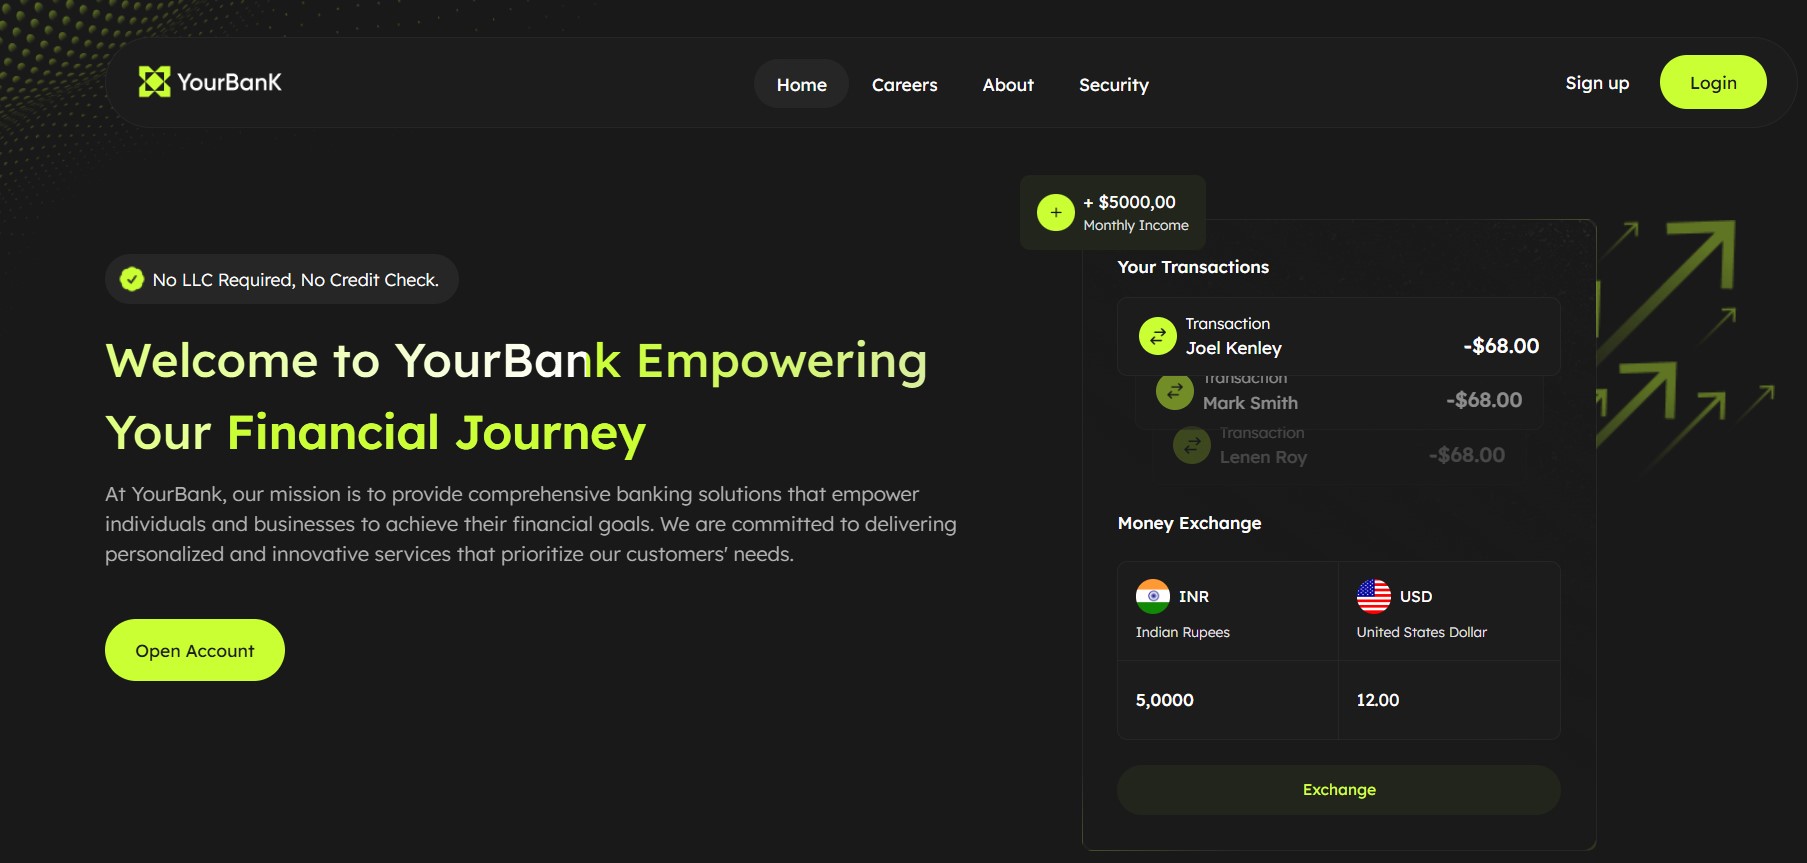 YourBanK
Home
Careers
About
Security
Sign up
Login
No LLC Required, No Credit Check.
Welcome to YourBank Empowering
Your Financial Journey
At YourBank, our mission is to provide comprehensive banking solutions that empower
individuals and businesses to achieve their financial goals. We are committed to delivering
personalized and innovative services that prioritize our customers' needs.
Open Account
+ $5000,00
Monthly Income
Your Transactions
Transaction
Joel Kenley
-$68.00
Transaction
Mark Smith
-$68.00
Transaction
Lenen Roy
-$68.00
Money Exchange
INR
Indian Rupees
USD
United States Dollar
5,0000
12.00
Exchange